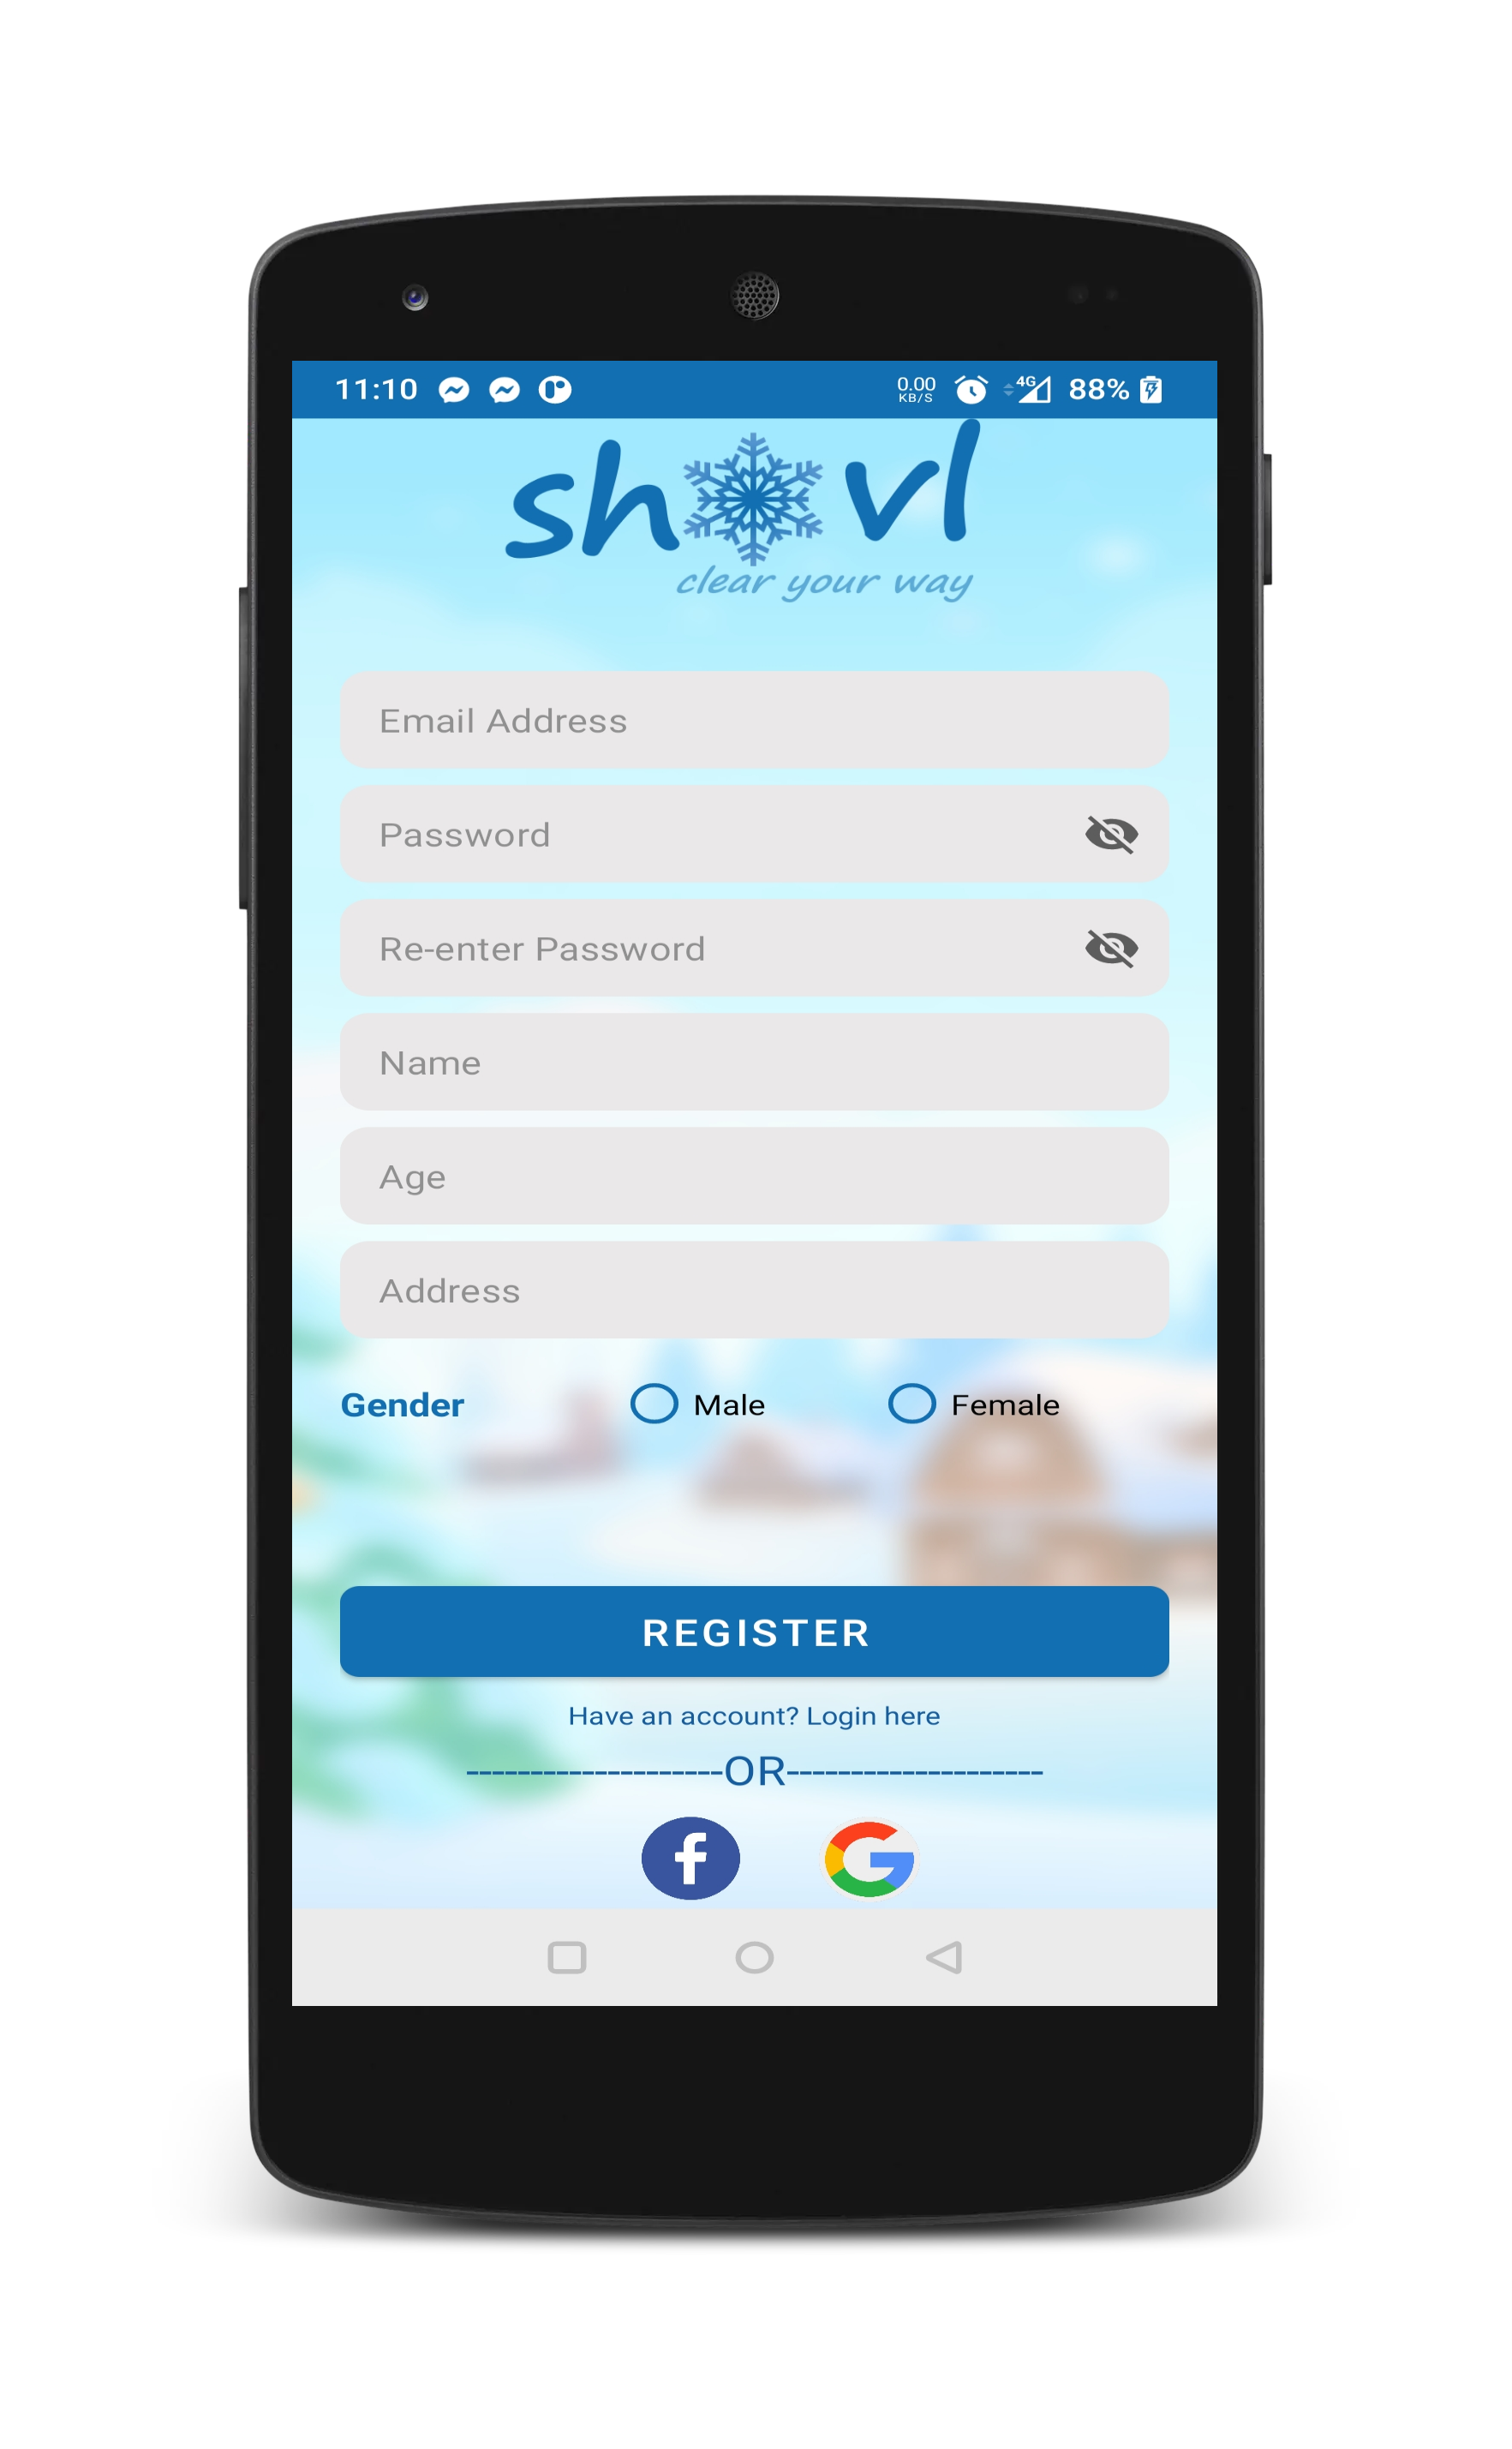 11:10 0.00 KB/S 4G 88%
sh vl
clear your way
Email Address
Password
Re-enter Password
Name
Age
Address
Gender Male Female
REGISTER
Have an account? Login here
--------------------OR--------------------